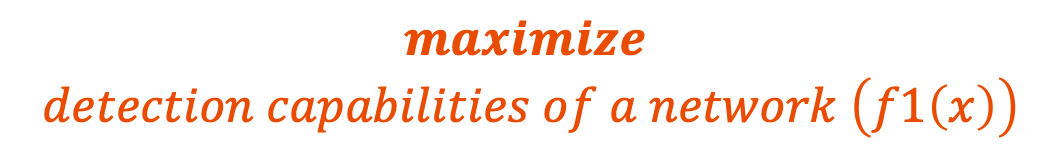 maximize
detection capabilities of a network (f1(x))